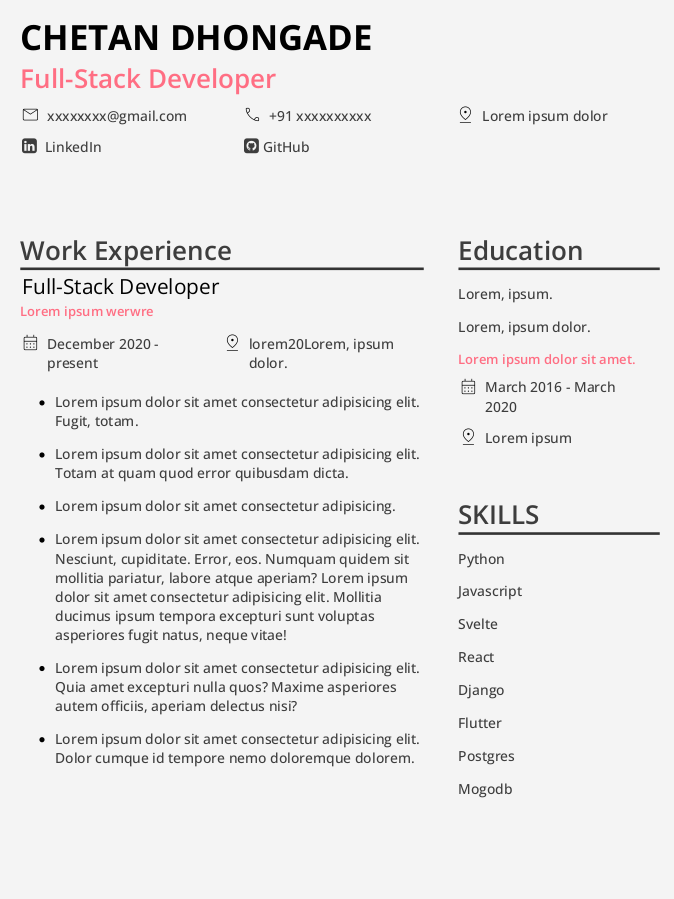 CHETAN DHONGADE
Full-Stack Developer
xxxxxxxx@gmail.com
+91 xxxxxxxxxx
Lorem ipsum dolor
LinkedIn
GitHub
Work Experience
Full-Stack Developer
Lorem ipsum werwre
December 2020 -
present
lorem20Lorem, ipsum
dolor.
Lorem ipsum dolor sit amet consectetur adipisicing elit.
Fugit, totam.
Lorem ipsum dolor sit amet consectetur adipisicing elit.
Totam at quam quod error quibusdam dicta.
Lorem ipsum dolor sit amet consectetur adipisicing.
Lorem ipsum dolor sit amet consectetur adipisicing elit.
Nesciunt, cupiditate. Error, eos. Numquam quidem sit
mollitia pariatur, labore atque aperiam? Lorem ipsum
dolor sit amet consectetur adipisicing elit. Mollitia
ducimus ipsum tempora excepturi sunt voluptas
asperiores fugit natus, neque vitae!
Lorem ipsum dolor sit amet consectetur adipisicing elit.
Quia amet excepturi nulla quos? Maxime asperiores
autem officiis, aperiam delectus nisi?
Lorem ipsum dolor sit amet consectetur adipisicing elit.
Dolor cumque id tempore nemo doloremque dolorem.
Education
Lorem, ipsum.
Lorem, ipsum dolor.
Lorem ipsum dolor sit amet.
March 2016 - March
2020
Lorem ipsum
SKILLS
Python
Javascript
Svelte
React
Django
Flutter
Postgres
Mogodb